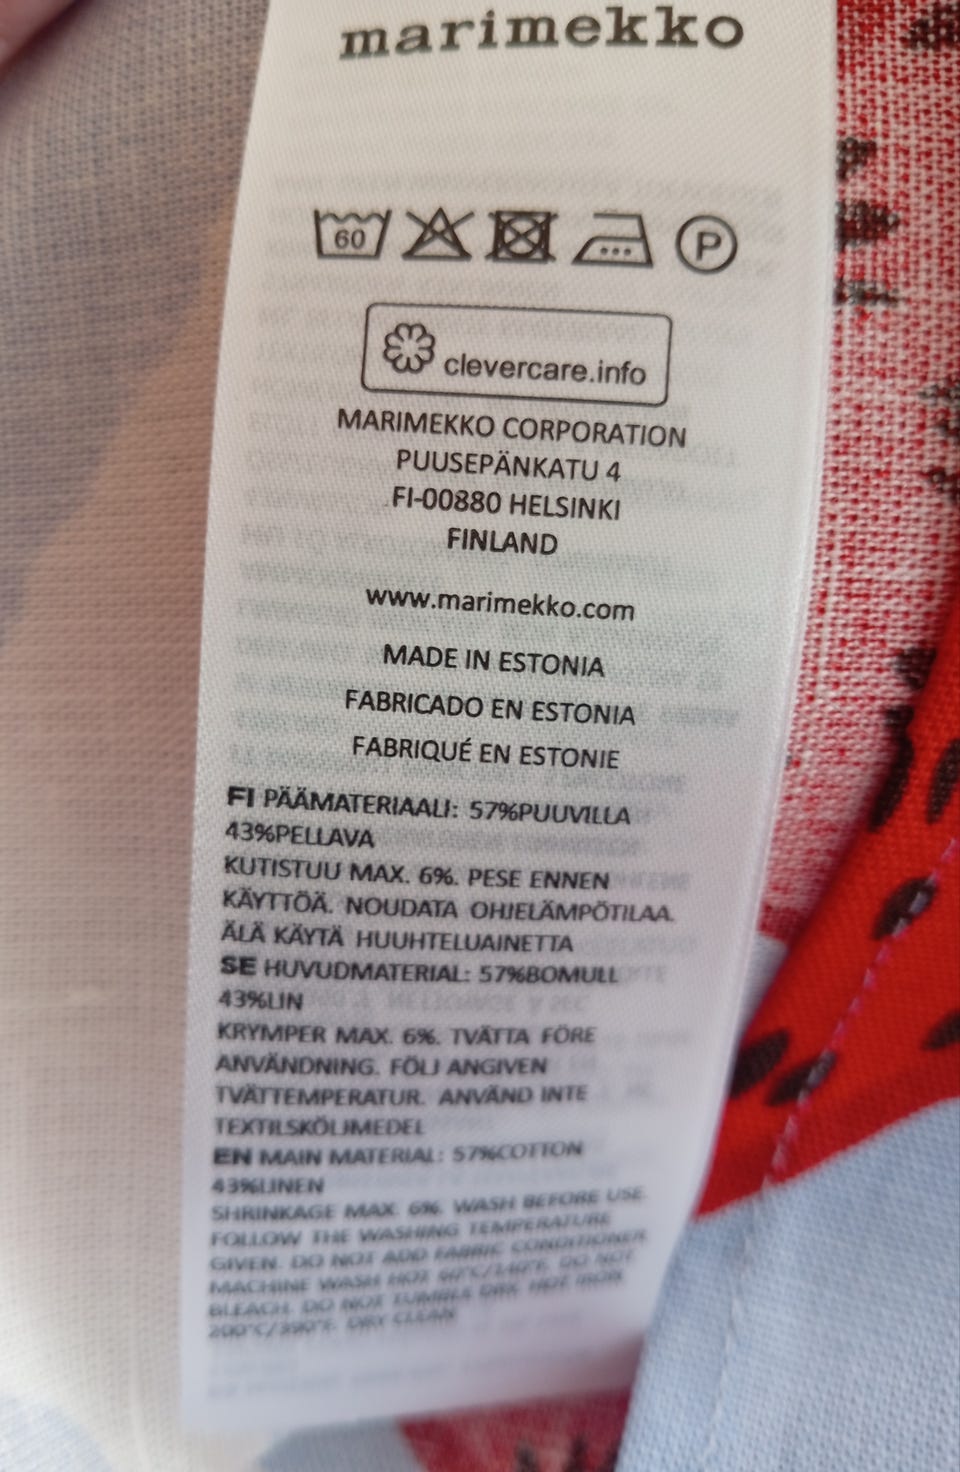 marimekko
60 P
clevercare.info
MARIMEKKO CORPORATION
PUUSEPÄNKATU 4
FI-00880 HELSINKI
FINLAND
www.marimekko.com
MADE IN ESTONIA
FABRICADO EN ESTONIA
FABRIQUÉ EN ESTONIE
FI PÄÄMATERIAALI: 57%PUUVILLA
43%PELLAVA
KUTISTUU MAX. 6%. PESE ENNEN
KÄYTTÖÄ. NOUDATA OHJELÄMPÖTILAA.
ÄLÄ KÄYTÄ HUUHTELUAINETTA
SE HUVUDMATERIAL: 57%BOMULL
43%LIN
KRYMPER MAX. 6%. TVÄTTA FÖRE
ANVÄNDNING. FÖLJ ANGIVEN
TVÄTTEMPERATUR. ANVÄND INTE
TEXTILSKÖLJMEDEL
EN MAIN MATERIAL: 57%COTTON
43%LINEN
SHRINKAGE MAX. 6%. WASH BEFORE USE.
FOLLOW THE WASHING TEMPERATURE
GIVEN. DO NOT ADD FABRIC CONDITIONER
MACHINE WASH HOT 60°C/140°F. DO NOT
BLEACH. DO NOT TUMBLE DRY. HOT IRON
200°C/390°F. DRY CLEAN